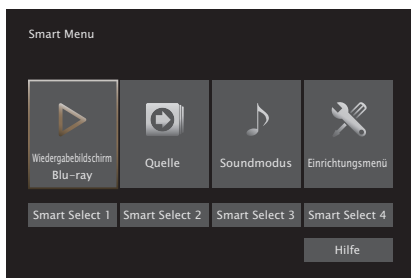 Smart Menu
Wiedergabebildschirm
Blu-ray
Quelle
Soundmodus
Einrichtungsmenü
Smart Select 1
Smart Select 2
Smart Select 3
Smart Select 4
Hilfe